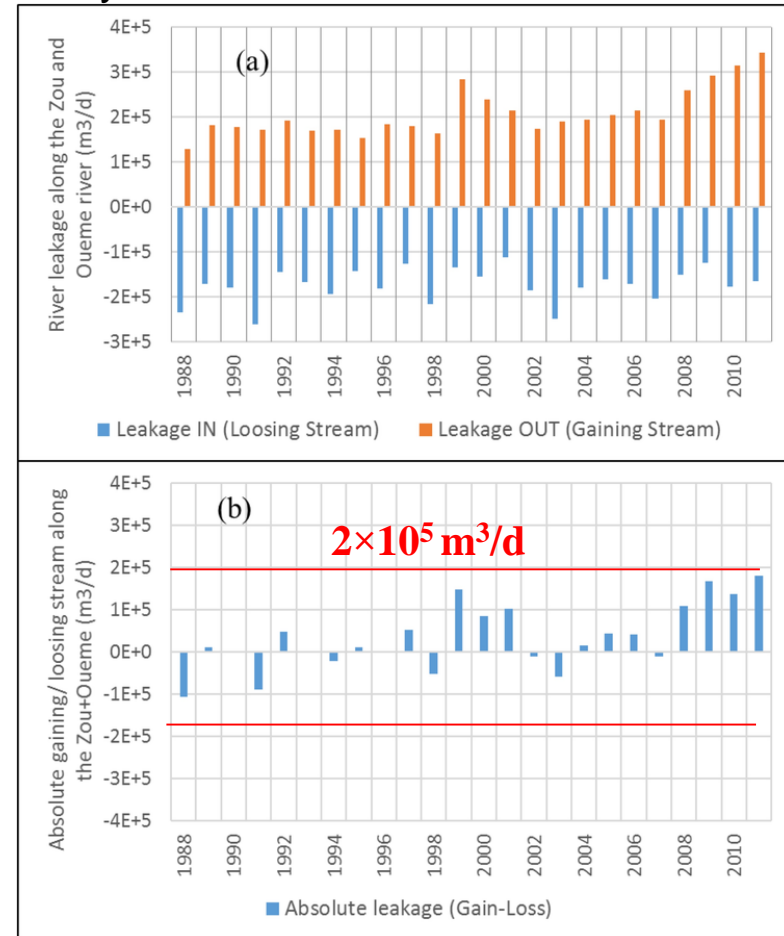 (a)
River leakage along the Zou and
Oueme river (m3/d)
4E+5
3E+5
2E+5
1E+5
0E+0
-1E+5
-2E+5
-3E+5
1988
1990
1992
1994
1996
1998
2000
2002
2004
2006
2008
2010
Leakage IN (Loosing Stream)
Leakage OUT (Gaining Stream)
(b)
Absolute gaining/ loosing stream along
the Zou+Oueme (m3/d)
2×10⁵ m³/d
4E+5
3E+5
2E+5
1E+5
0E+0
-1E+5
-2E+5
-3E+5
-4E+5
1988
1990
1992
1994
1996
1998
2000
2002
2004
2006
2008
2010
Absolute leakage (Gain-Loss)